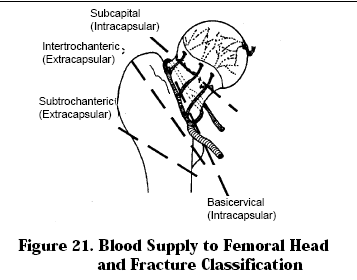 Subcapital
(Intracapsular)
Intertrochanteric
(Extracapsular)
Subtrochanteric
(Extracapsular)
Basicervical
(Intracapsular)
Figure 21. Blood Supply to Femoral Head
and Fracture Classification